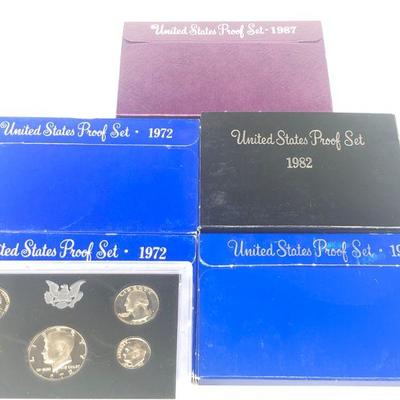 United States Proof Set • 1987
United States Proof Set • 1972
United States Proof Set
1982
United States Proof Set • 1972
United States Proof Set • 19
LIBERTY